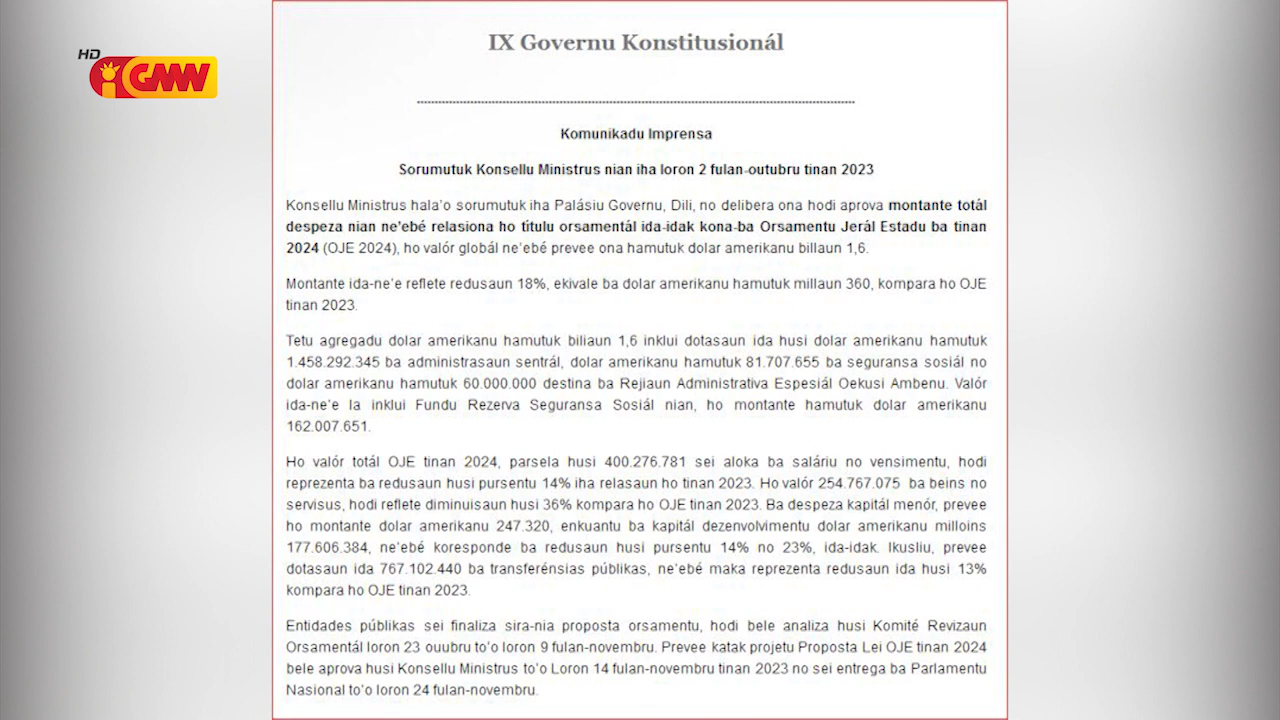 HD
GMN
IX Governu Konstitusionál
Komunikadu Imprensa
Sorumutuk Konsellu Ministrus nian iha loron 2 fulan-outubru tinan 2023
Konsellu Ministrus hala'o sorumutuk iha Palásiu Governu, Dili, no delibera ona hodi aprova montante totál
despeza nian ne'ebé relasiona ho títulu orsamentál ida-idak kona-ba Orsamentu Jerál Estadu ba tinan
2024 (OJE 2024), ho valór globál ne'ebé prevee ona hamutuk dolar amerikanu billaun 1,6.
Montante ida-ne'e reflete redusaun 18%, ekivale ba dolar amerikanu hamutuk millaun 360, kompara ho OJE
tinan 2023.
Tetu agregadu dolar amerikanu hamutuk biliaun 1,6 inklui dotasaun ida husi dolar amerikanu hamutuk
1.458.292.345 ba administrasaun sentrál, dolar amerikanu hamutuk 81.707.655 ba seguransa sosiál no
dolar amerikanu hamutuk 60.000.000 destina ba Rejiaun Administrativa Espesiál Oekusi Ambenu. Valór
ida-ne'e la inklui Fundu Rezerva Seguransa Sosiál nian, ho montante hamutuk dolar amerikanu
162.007.651.
Ho valór totál OJE tinan 2024, parsela husi 400.276.781 sei aloka ba saláriu no vensimentu, hodi
reprezenta ba redusaun husi pursentu 14% iha relasaun ho tinan 2023. Ho valór 254.767.075 ba beins no
servisus, hodi reflete diminuisaun husi 36% kompara ho OJE tinan 2023. Ba despeza kapitál menór, prevee
ho montante dolar amerikanu 247.320, enkuantu ba kapitál dezenvolvimentu dolar amerikanu milloins
177.606.384, ne'ebé koresponde ba redusaun husi pursentu 14% no 23%, ida-idak. Ikusliu, prevee
dotasaun ida 767.102.440 ba transferénsias públikas, ne'ebé maka reprezenta redusaun ida husi 13%
kompara ho OJE tinan 2023.
Entidades públikas sei finaliza sira-nia proposta orsamentu, hodi bele analiza husi Komité Revizaun
Orsamentál loron 23 ouubru to'o loron 9 fulan-novembru. Prevee katak projetu Proposta Lei OJE tinan 2024
bele aprova husi Konsellu Ministrus to'o Loron 14 fulan-novembru tinan 2023 no sei entrega ba Parlamentu
Nasional to'o loron 24 fulan-novembru.